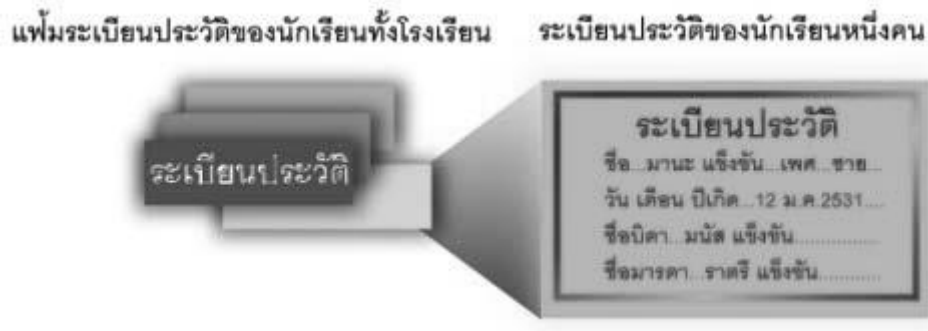 แฟ้มระเบียนประวัติของนักเรียนทั้งโรงเรียน
ระเบียนประวัติของนักเรียนหนึ่งคน
ระเบียนประวัติ
ระเบียนประวัติ
ชื่อ...มานะ แข็งขัน...เพศ...ชาย...
วัน เดือน ปีเกิด...12 ม.ค.2531....
ชื่อบิดา...มนัส แข็งขัน................
ชื่อมารดา...ราตรี แข็งขัน............